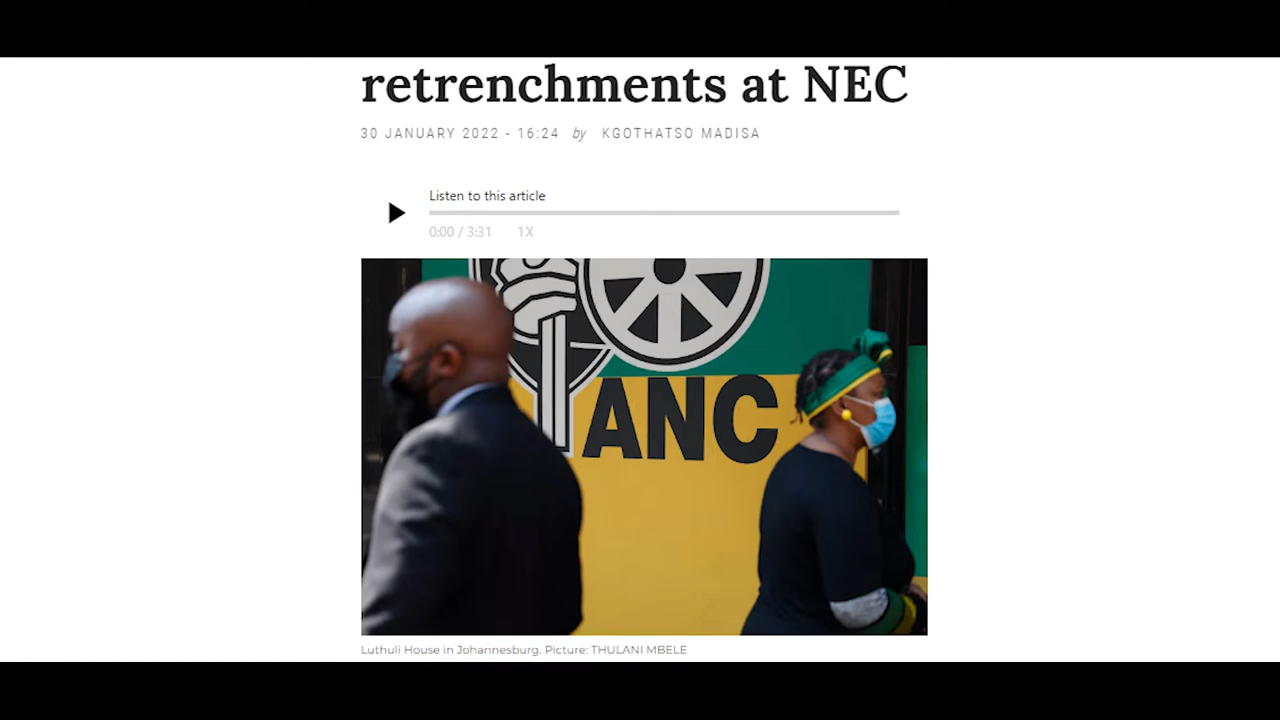 retrenchments at NEC
30 JANUARY 2022 - 16:24 by KGOTHATSO MADISA
Listen to this article
0:00 / 3:31 1X
ANC
Luthuli House in Johannesburg. Picture: THULANI MBELE